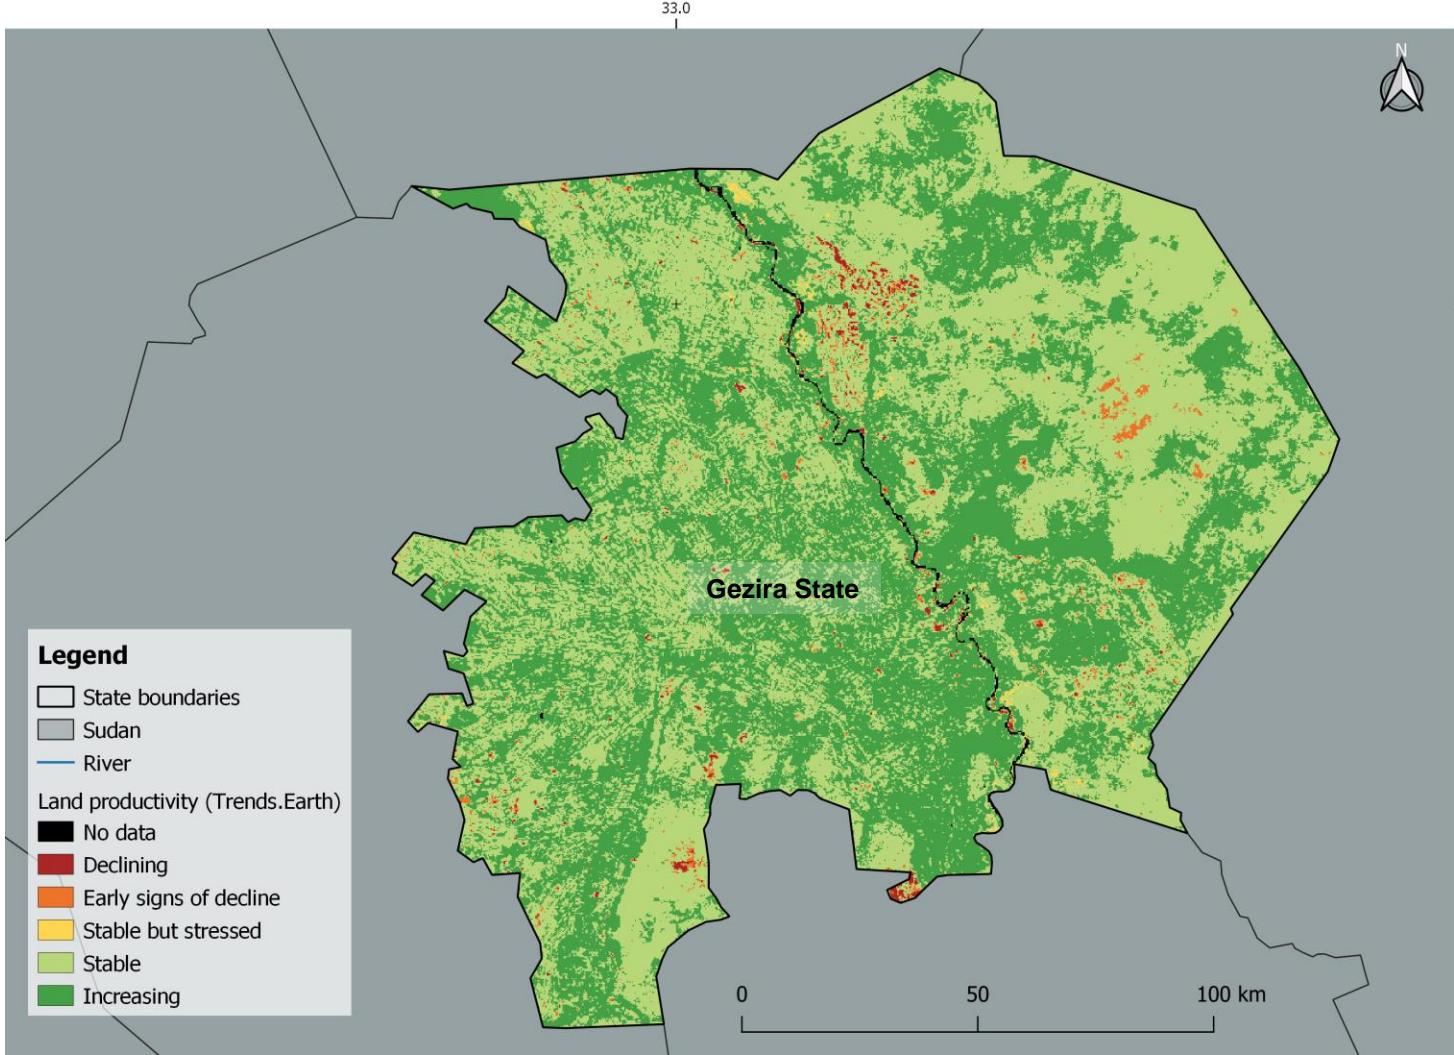 33.0
N
Gezira State
Legend
State boundaries
Sudan
River
Land productivity (Trends.Earth)
No data
Declining
Early signs of decline
Stable but stressed
Stable
Increasing
0 50 100 km